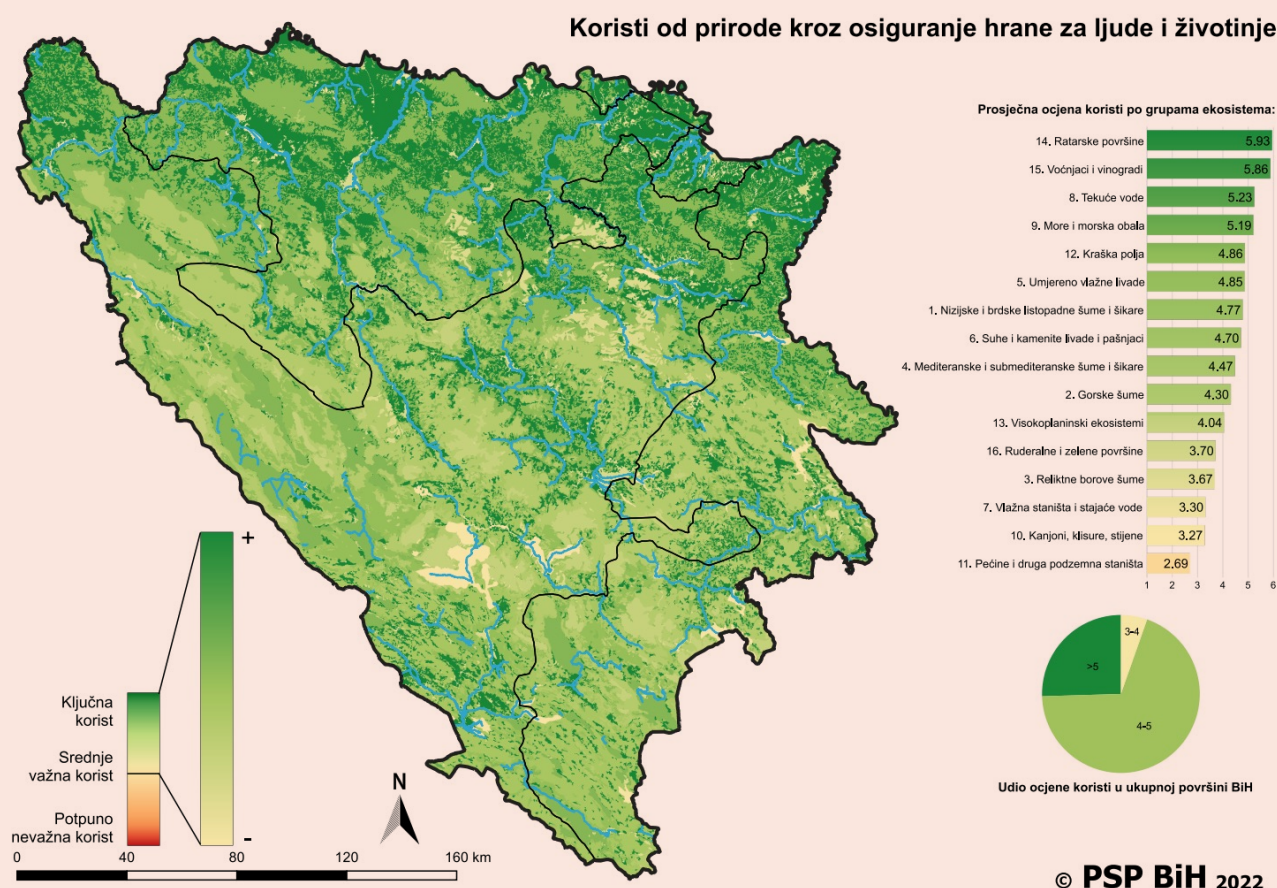 Koristi od prirode kroz osiguranje hrane za ljude i životinje
Prosječna ocjena koristi po grupama ekosistema:
14. Ratarske površine 5.93
15. Voćnjaci i vinogradi 5.86
8. Tekuće vode 5.23
9. More i morska obala 5.19
12. Kraška polja 4.86
5. Umjereno vlažne livade 4.85
1. Nizijske i brdske listopadne šume i šikare 4.77
6. Suhe i kamenite livade i pašnjaci 4.70
4. Mediteranske i submediteranske šume i šikare 4.47
2. Gorske šume 4.30
13. Visokoplaninski ekosistemi 4.04
16. Ruderalne i zelene površine 3.70
3. Reliktne borove šume 3.67
7. Vlažna staništa i stajaće vode 3.30
10. Kanjoni, klisure, stijene 3.27
11. Pećine i druga podzemna staništa 2.69
1 2 3 4 5 6
3-4
>5
4-5
Udio ocjene koristi u ukupnoj površini BiH
+
Ključna
korist
Srednje
važna korist
Potpuno
nevažna korist
-
N
0 40 80 120 160 km
© PSP BiH 2022